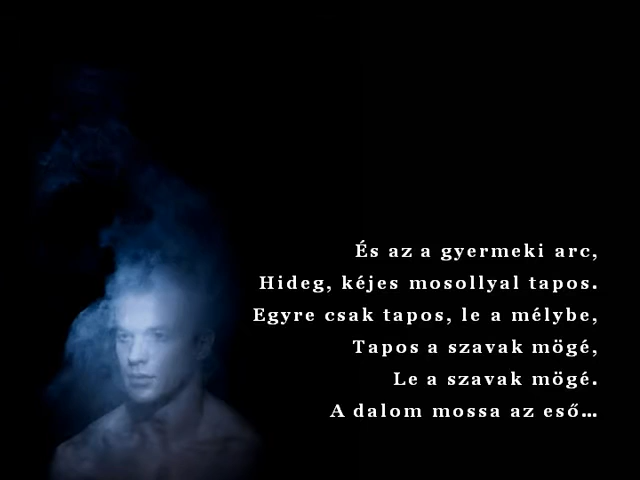 És az a gyermeki arc,
Hideg, kéjes mosollyal tapos.
Egyre csak tapos, le a mélybe,
Tapos a szavak mögé,
Le a szavak mögé.
A dalom mossa az eső...